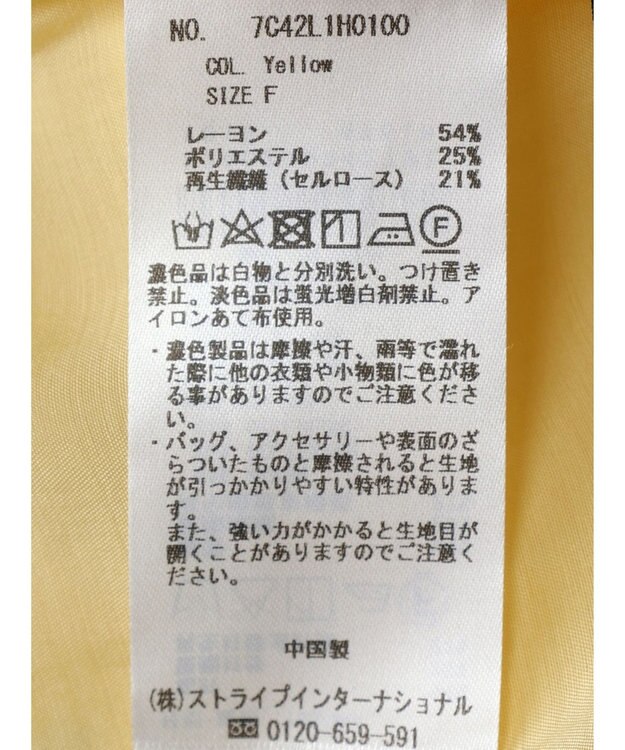 NO. 7C42L1H0100
COL. Yellow
SIZE F
レーヨン 54%
ポリエステル 25%
再生繊維（セルロース） 21%
F
濃色品は白物と分別洗い。つけ置き
禁止。淡色品は蛍光増白剤禁止。ア
イロンあて布使用。
・濃色製品は摩擦や汗、雨等で濡れ
た際に他の衣類や小物類に色が移
る事がありますのでご注意くださ
い。
・バッグ、アクセサリーや表面のざ
らついたものと摩擦されると生地
が引っかかりやすい特性がありま
す。
また、強い力がかかると生地目が
開くことがありますのでご注意く
ださい。
中国製
(株)ストライプインターナショナル
0120-659-591